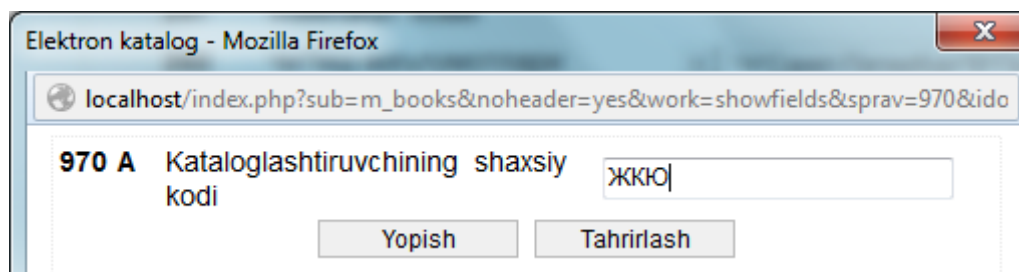 Elektron katalog - Mozilla Firefox
localhost/index.php?sub=m_books&noheader=yes&work=showfields&sprav=970&ido
970 A Kataloglashtiruvchining shaxsiy kodi
ЖКЮ
Yopish Tahrirlash